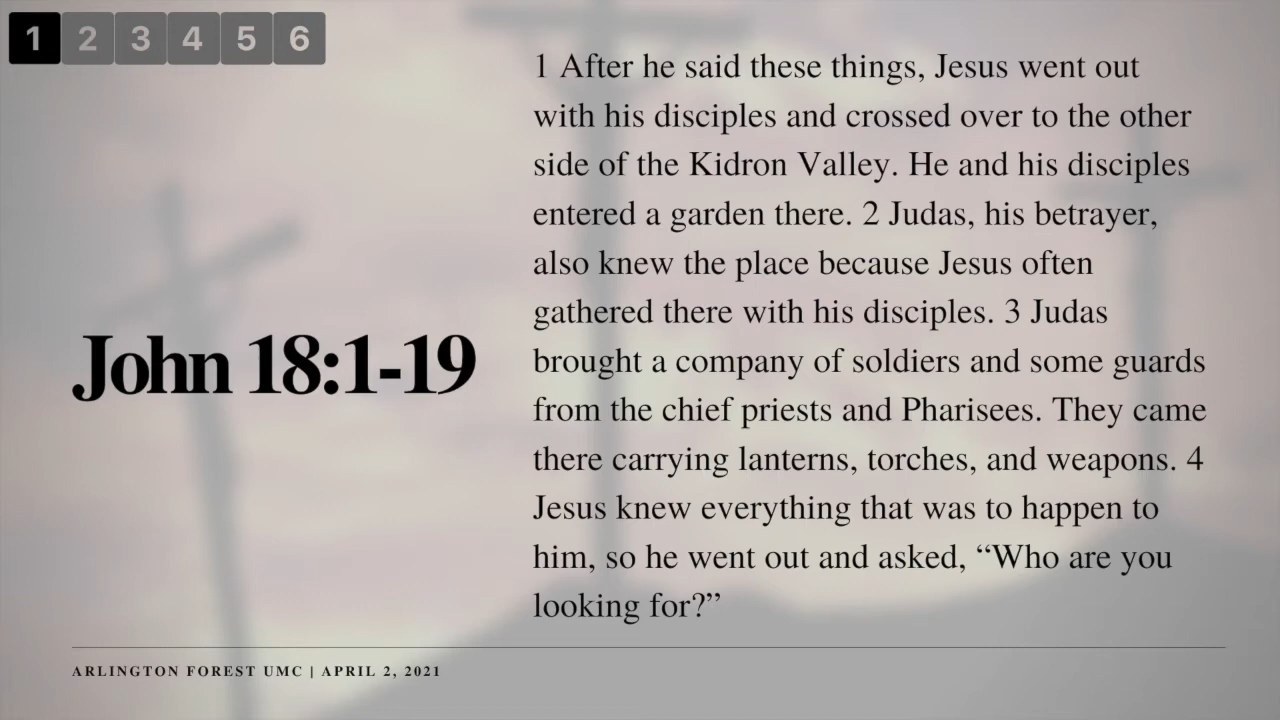 1 2 3 4 5 6
John 18:1-19
1 After he said these things, Jesus went out
with his disciples and crossed over to the other
side of the Kidron Valley. He and his disciples
entered a garden there. 2 Judas, his betrayer,
also knew the place because Jesus often
gathered there with his disciples. 3 Judas
brought a company of soldiers and some guards
from the chief priests and Pharisees. They came
there carrying lanterns, torches, and weapons. 4
Jesus knew everything that was to happen to
him, so he went out and asked, “Who are you
looking for?”
ARLINGTON FOREST UMC | APRIL 2, 2021